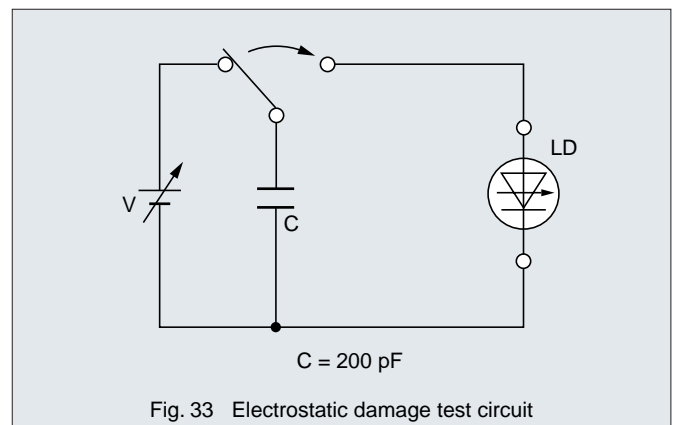 LD
V
C
C = 200 pF
Fig. 33 Electrostatic damage test circuit